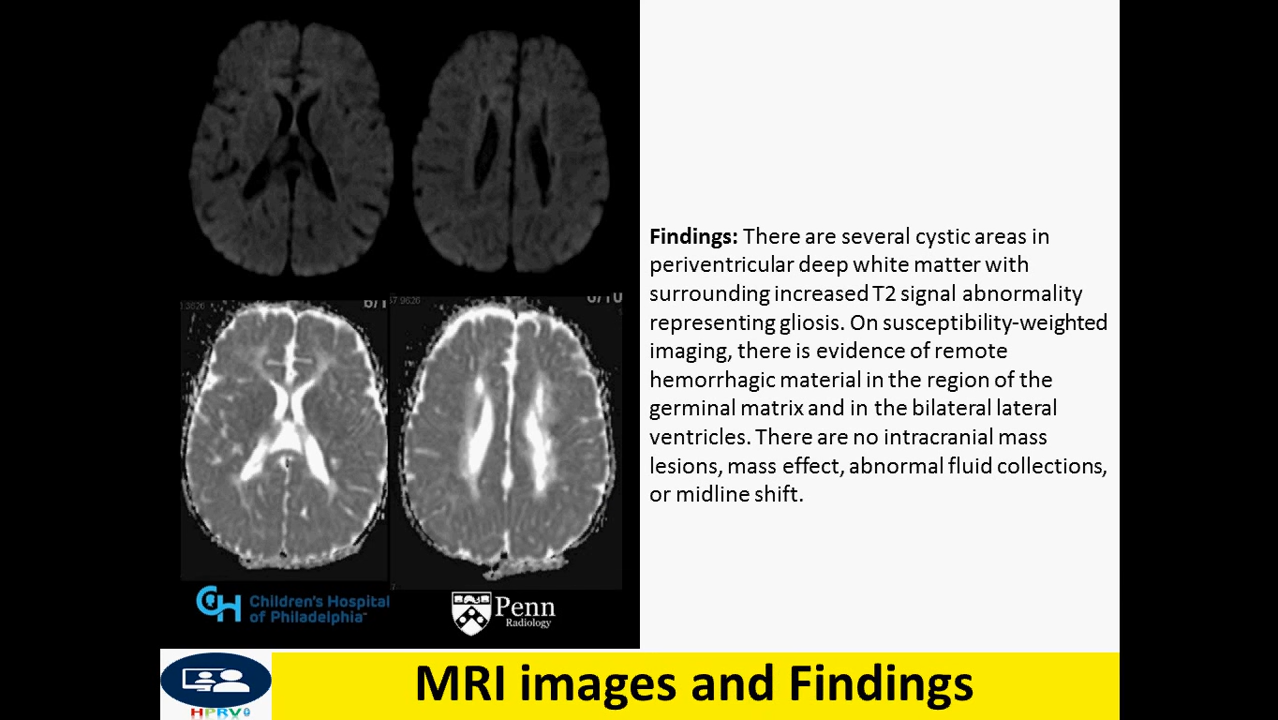 Findings: There are several cystic areas in
periventricular deep white matter with
surrounding increased T2 signal abnormality
representing gliosis. On susceptibility-weighted
imaging, there is evidence of remote
hemorrhagic material in the region of the
germinal matrix and in the bilateral lateral
ventricles. There are no intracranial mass
lesions, mass effect, abnormal fluid collections,
or midline shift.
Children's Hospital
of Philadelphia
Penn
Radiology
MRI images and Findings
HPRV